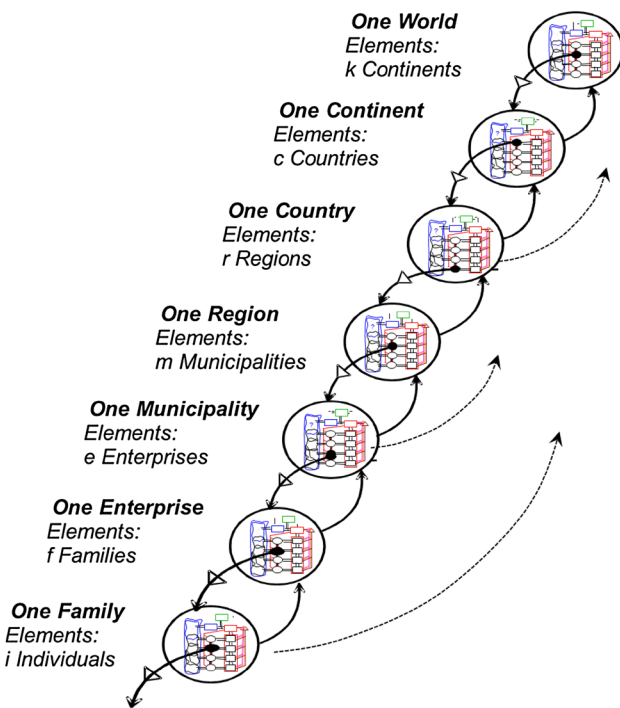 One World
Elements:
k Continents
One Continent
Elements:
c Countries
One Country
Elements:
r Regions
One Region
Elements:
m Municipalities
One Municipality
Elements:
e Enterprises
One Enterprise
Elements:
f Families
One Family
Elements:
i Individuals